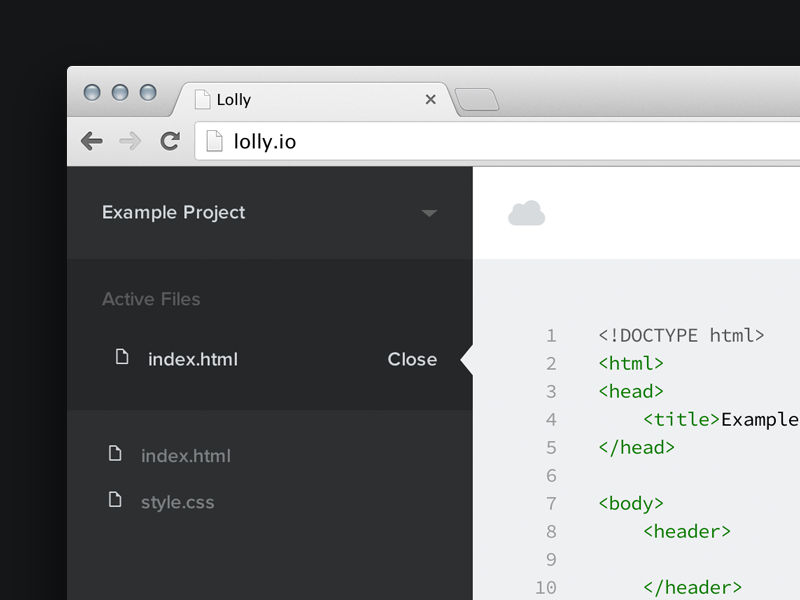 Lolly
lolly.io
Example Project
Active Files
index.html Close
index.html
style.css
1 <!DOCTYPE html>
2 <html>
3 <head>
4 <title>Example
5 </head>
6
7 <body>
8 <header>
9
10 </header>